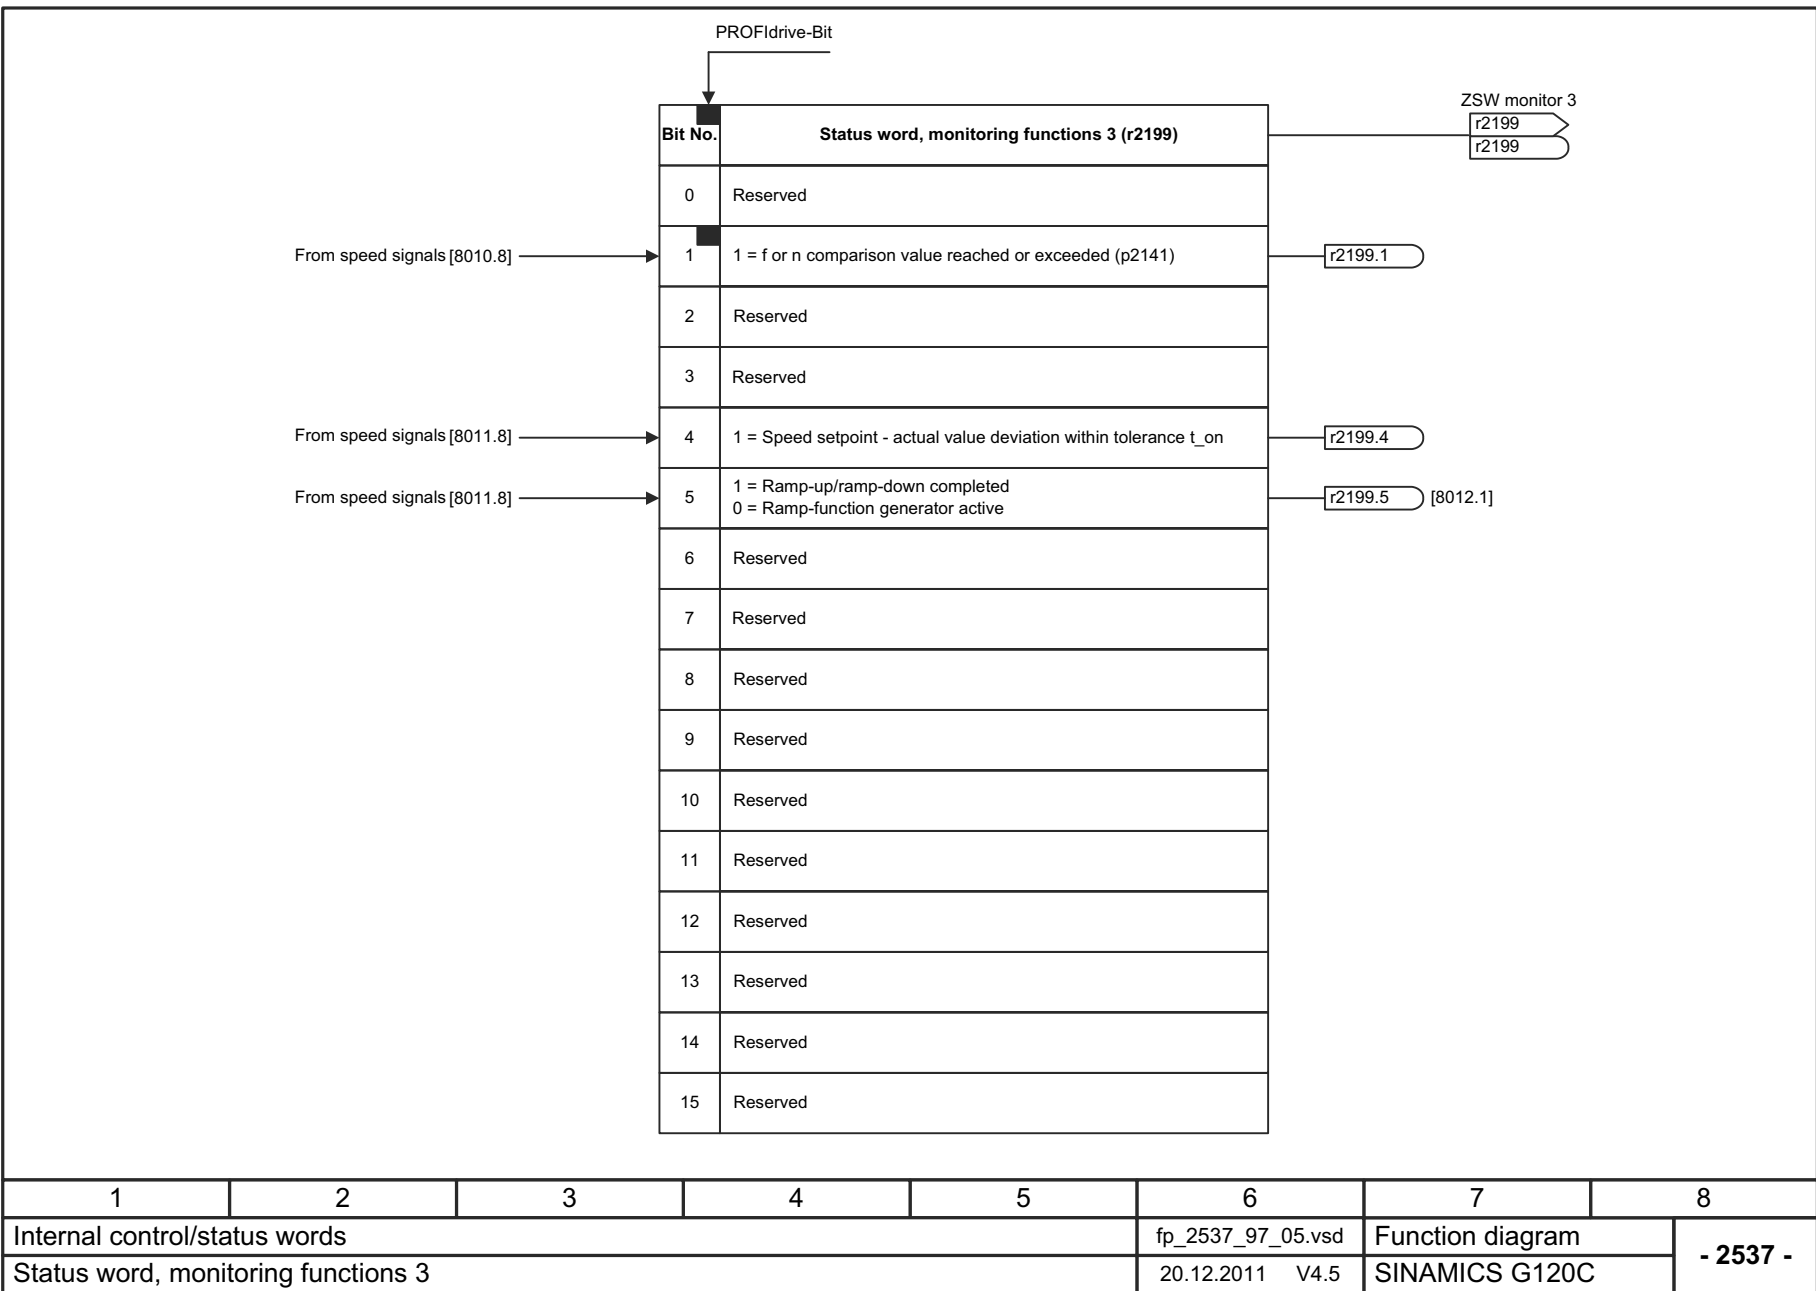 PROFIdrive-Bit
ZSW monitor 3
Bit No. Status word, monitoring functions 3 (r2199) r2199
r2199
0 Reserved
From speed signals [8010.8] 1 1 = f or n comparison value reached or exceeded (p2141) r2199.1
2 Reserved
3 Reserved
From speed signals [8011.8] 4 1 = Speed setpoint - actual value deviation within tolerance t_on r2199.4
From speed signals [8011.8] 5 1 = Ramp-up/ramp-down completed
0 = Ramp-function generator active r2199.5 [8012.1]
6 Reserved
7 Reserved
8 Reserved
9 Reserved
10 Reserved
11 Reserved
12 Reserved
13 Reserved
14 Reserved
15 Reserved
1 2 3 4 5 6 7 8
Internal control/status words fp_2537_97_05.vsd Function diagram - 2537 -
Status word, monitoring functions 3 20.12.2011 V4.5 SINAMICS G120C